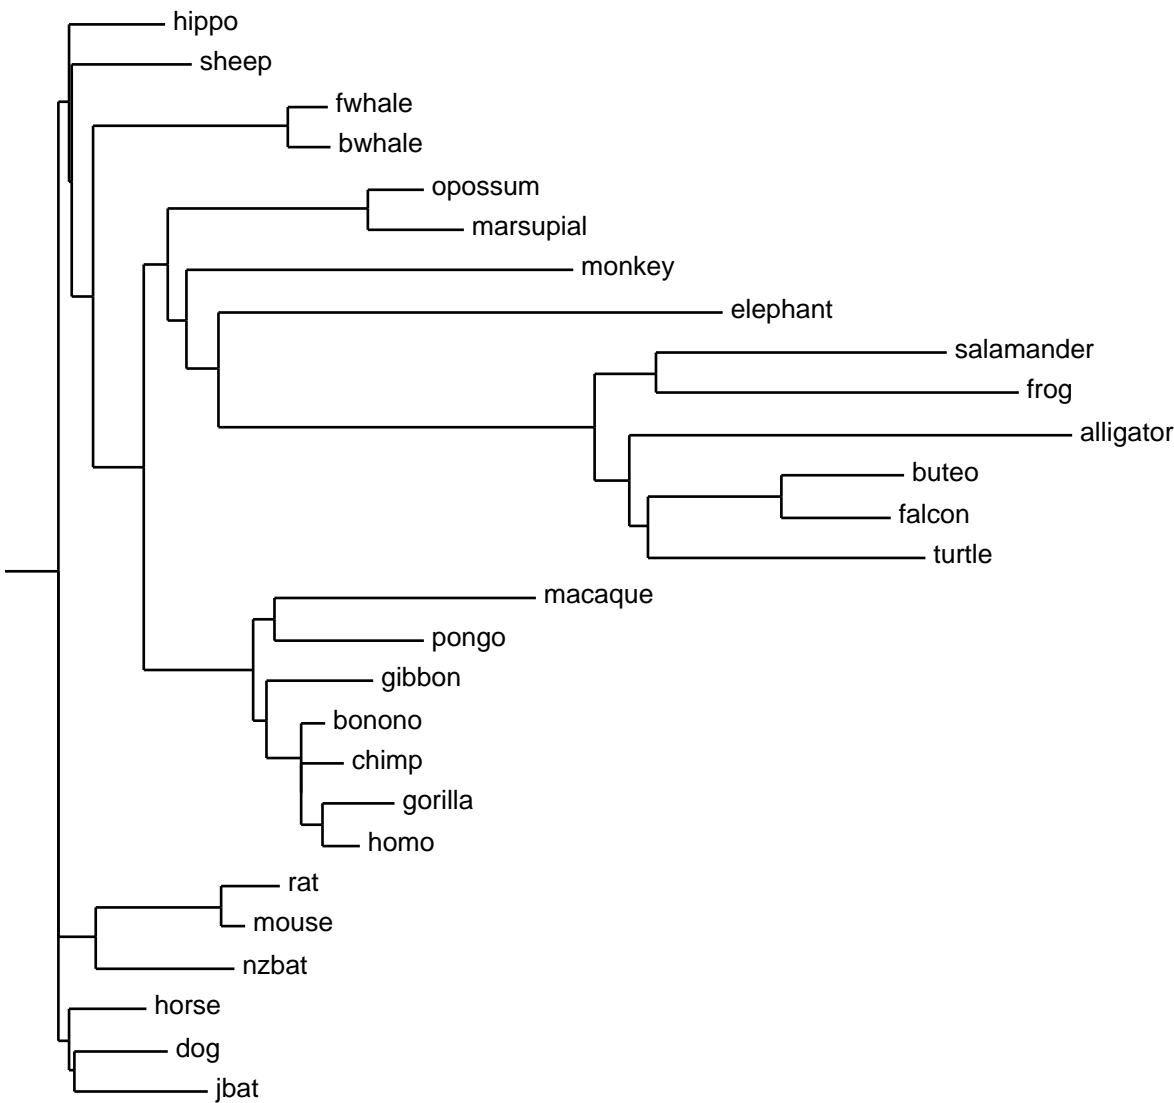 hippo
sheep
fwhale
bwhale
opossum
marsupial
monkey
elephant
salamander
frog
alligator
buteo
falcon
turtle
macaque
pongo
gibbon
bonono
chimp
gorilla
homo
rat
mouse
nzbat
horse
dog
jbat